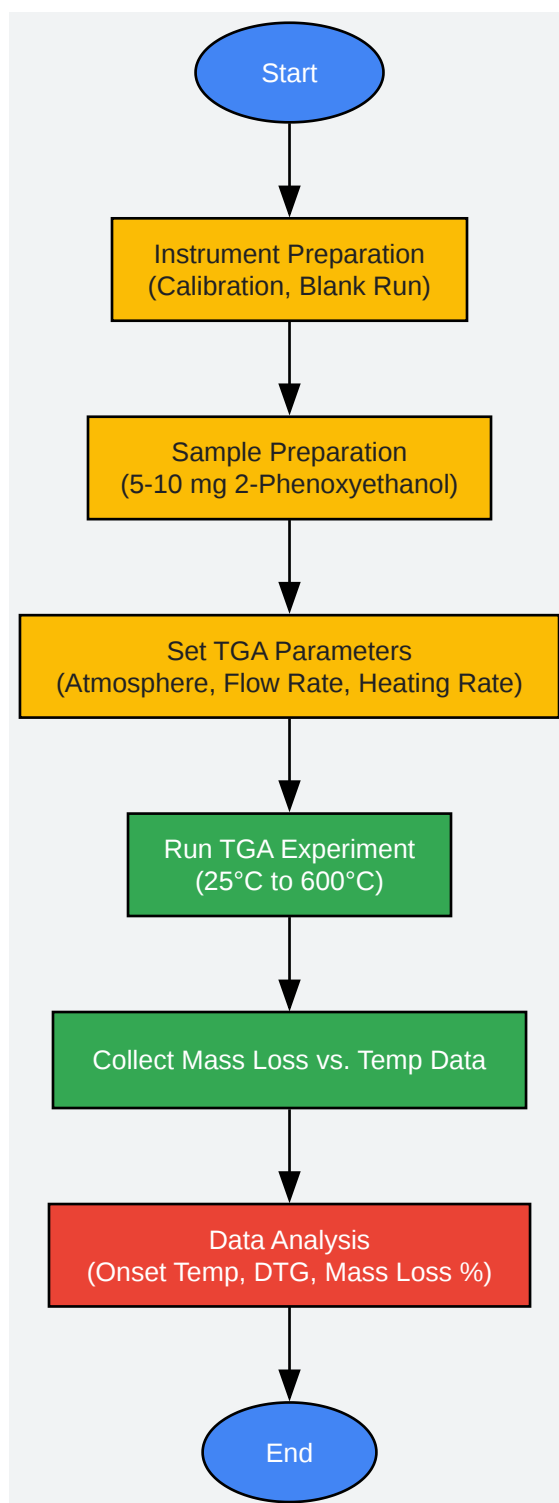 Start
Instrument Preparation
(Calibration, Blank Run)
Sample Preparation
(5-10 mg 2-Phenoxyethanol)
Set TGA Parameters
(Atmosphere, Flow Rate, Heating Rate)
Run TGA Experiment
(25°C to 600°C)
Collect Mass Loss vs. Temp Data
Data Analysis
(Onset Temp, DTG, Mass Loss %)
End